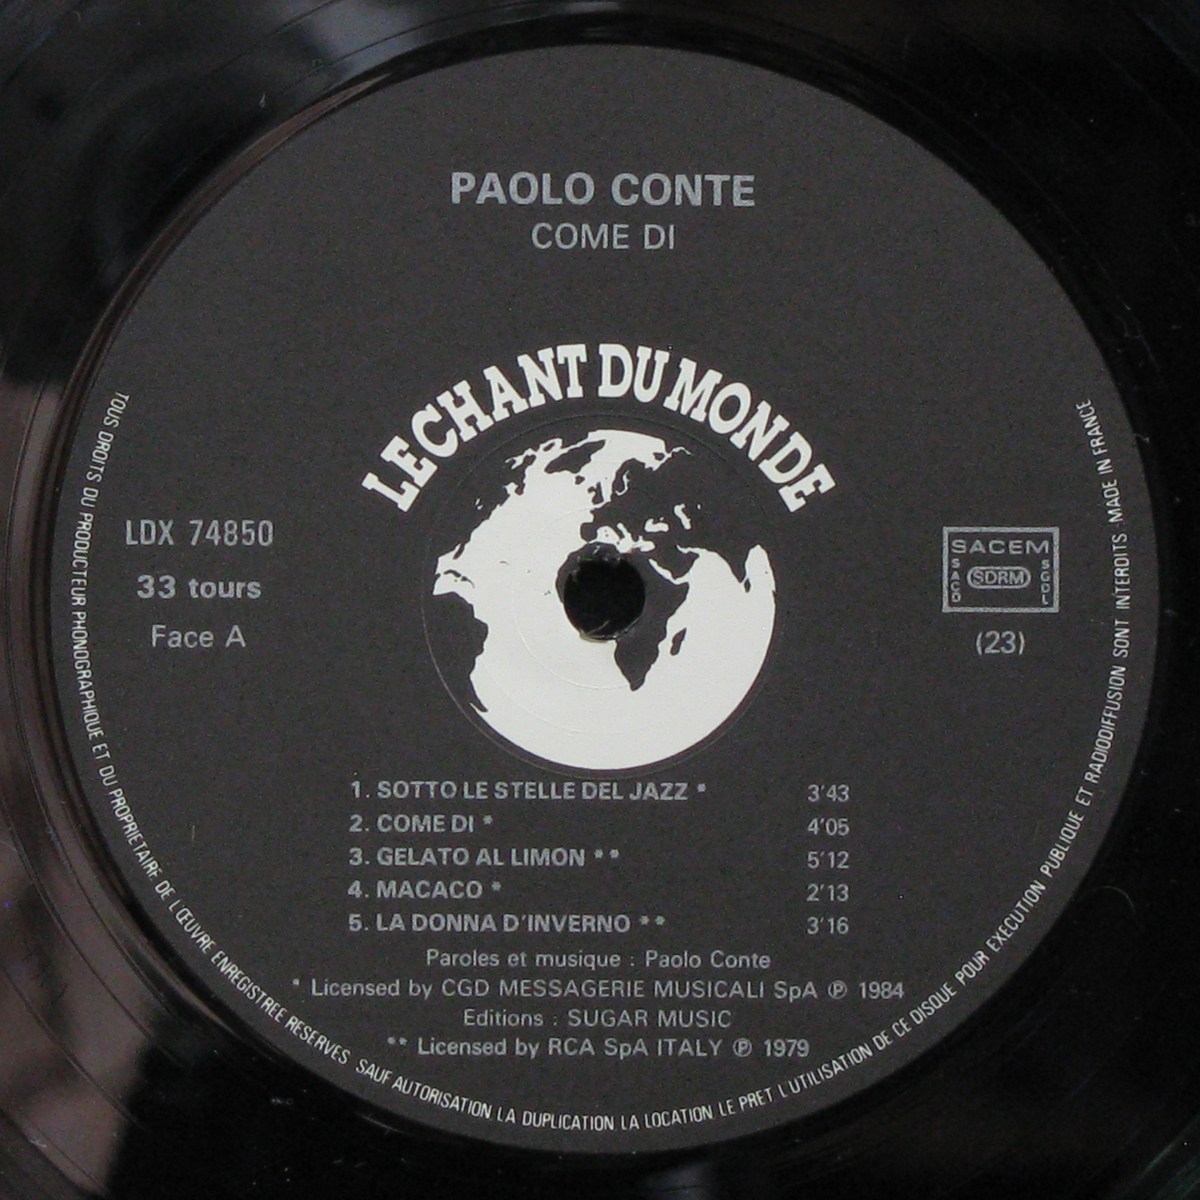 PAOLO CONTE
COME DI
LE CHANT DU MONDE
LDX 74850
33 tours
Face A
SACEM
SACD
SDRM
SGDL
(23)
1. SOTTO LE STELLE DEL JAZZ * 3'43
2. COME DI * 4'05
3. GELATO AL LIMON ** 5'12
4. MACACO * 2'13
5. LA DONNA D'INVERNO ** 3'16
Paroles et musique : Paolo Conte
* Licensed by CGD MESSAGERIE MUSICALI SpA ℗ 1984
Editions : SUGAR MUSIC
** Licensed by RCA SpA ITALY ℗ 1979
TOUS DROITS DU PRODUCTEUR PHONOGRAPHIQUE ET DU PROPRIETAIRE DE L'ŒUVRE ENREGISTREE RESERVES. SAUF AUTORISATION LA DUPLICATION LA LOCATION LE PRET L'UTILISATION DE CE DISQUE POUR EXECUTION PUBLIQUE ET RADIODIFFUSION SONT INTERDITS. MADE IN FRANCE